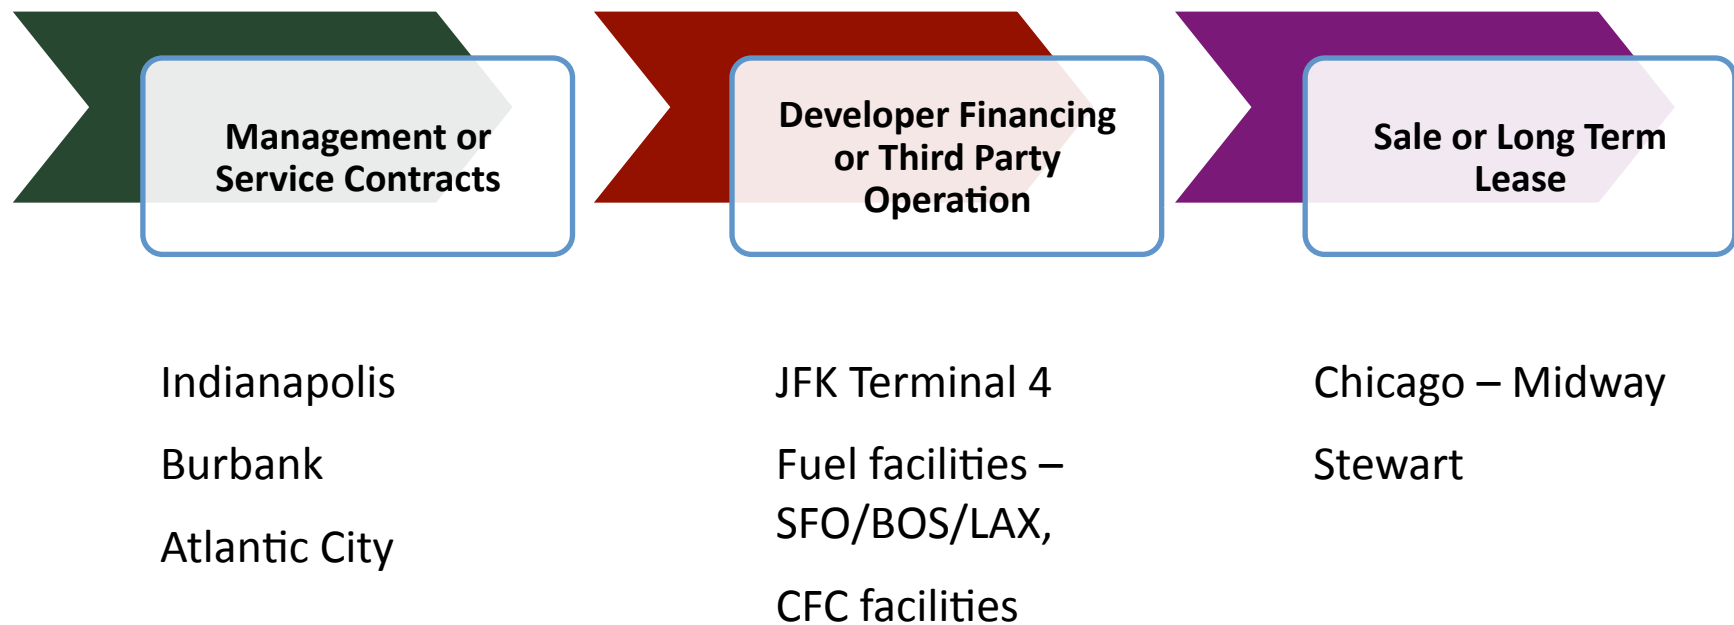 Management or
Service Contracts
Developer Financing
or Third Party
Operation
Sale or Long Term
Lease
Indianapolis
Burbank
Atlantic City
JFK Terminal 4
Fuel facilities –
SFO/BOS/LAX,
CFC facilities
Chicago – Midway
Stewart